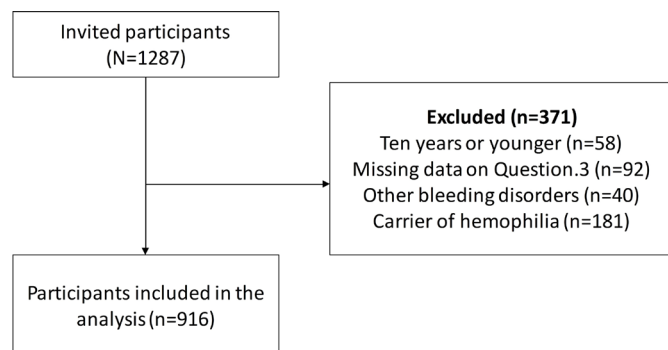 Invited participants
(N=1287)
Excluded (n=371)
Ten years or younger (n=58)
Missing data on Question.3 (n=92)
Other bleeding disorders (n=40)
Carrier of hemophilia (n=181)
Participants included in the
analysis (n=916)